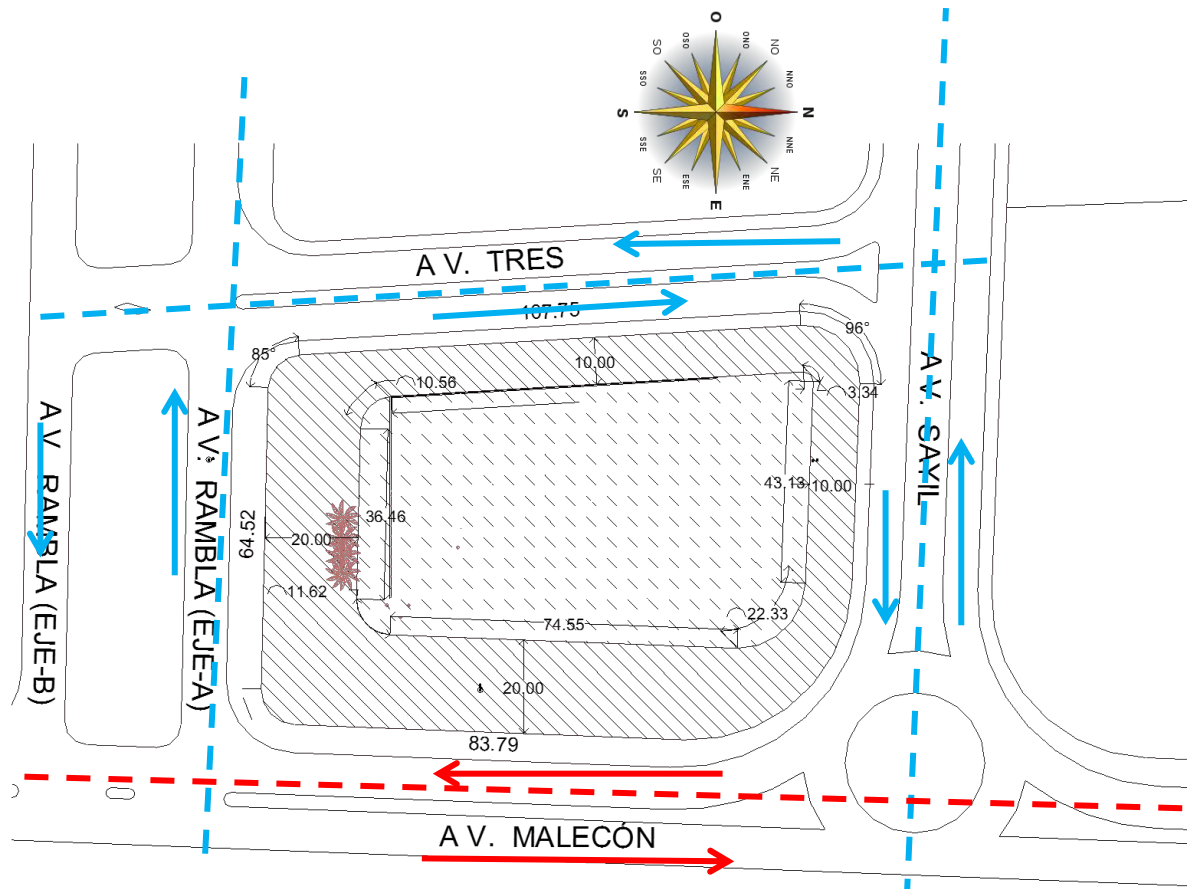 O
OSO
ONO
SO
NO
SSO
NNO
S
N
SSE
NNE
SE
NE
ESE
ENE
E
A V.  TRES
107.75
85°
96°
10.00
10.56
3.34
A V.  SAYIL
A V.  RAMBLA (EJE-B)
A V.  RAMBLA (EJE-A)
43.13
10.00
36.46
64.52
20.00
11.62
22.33
74.55
20.00
83.79
A V.  MALECÓN